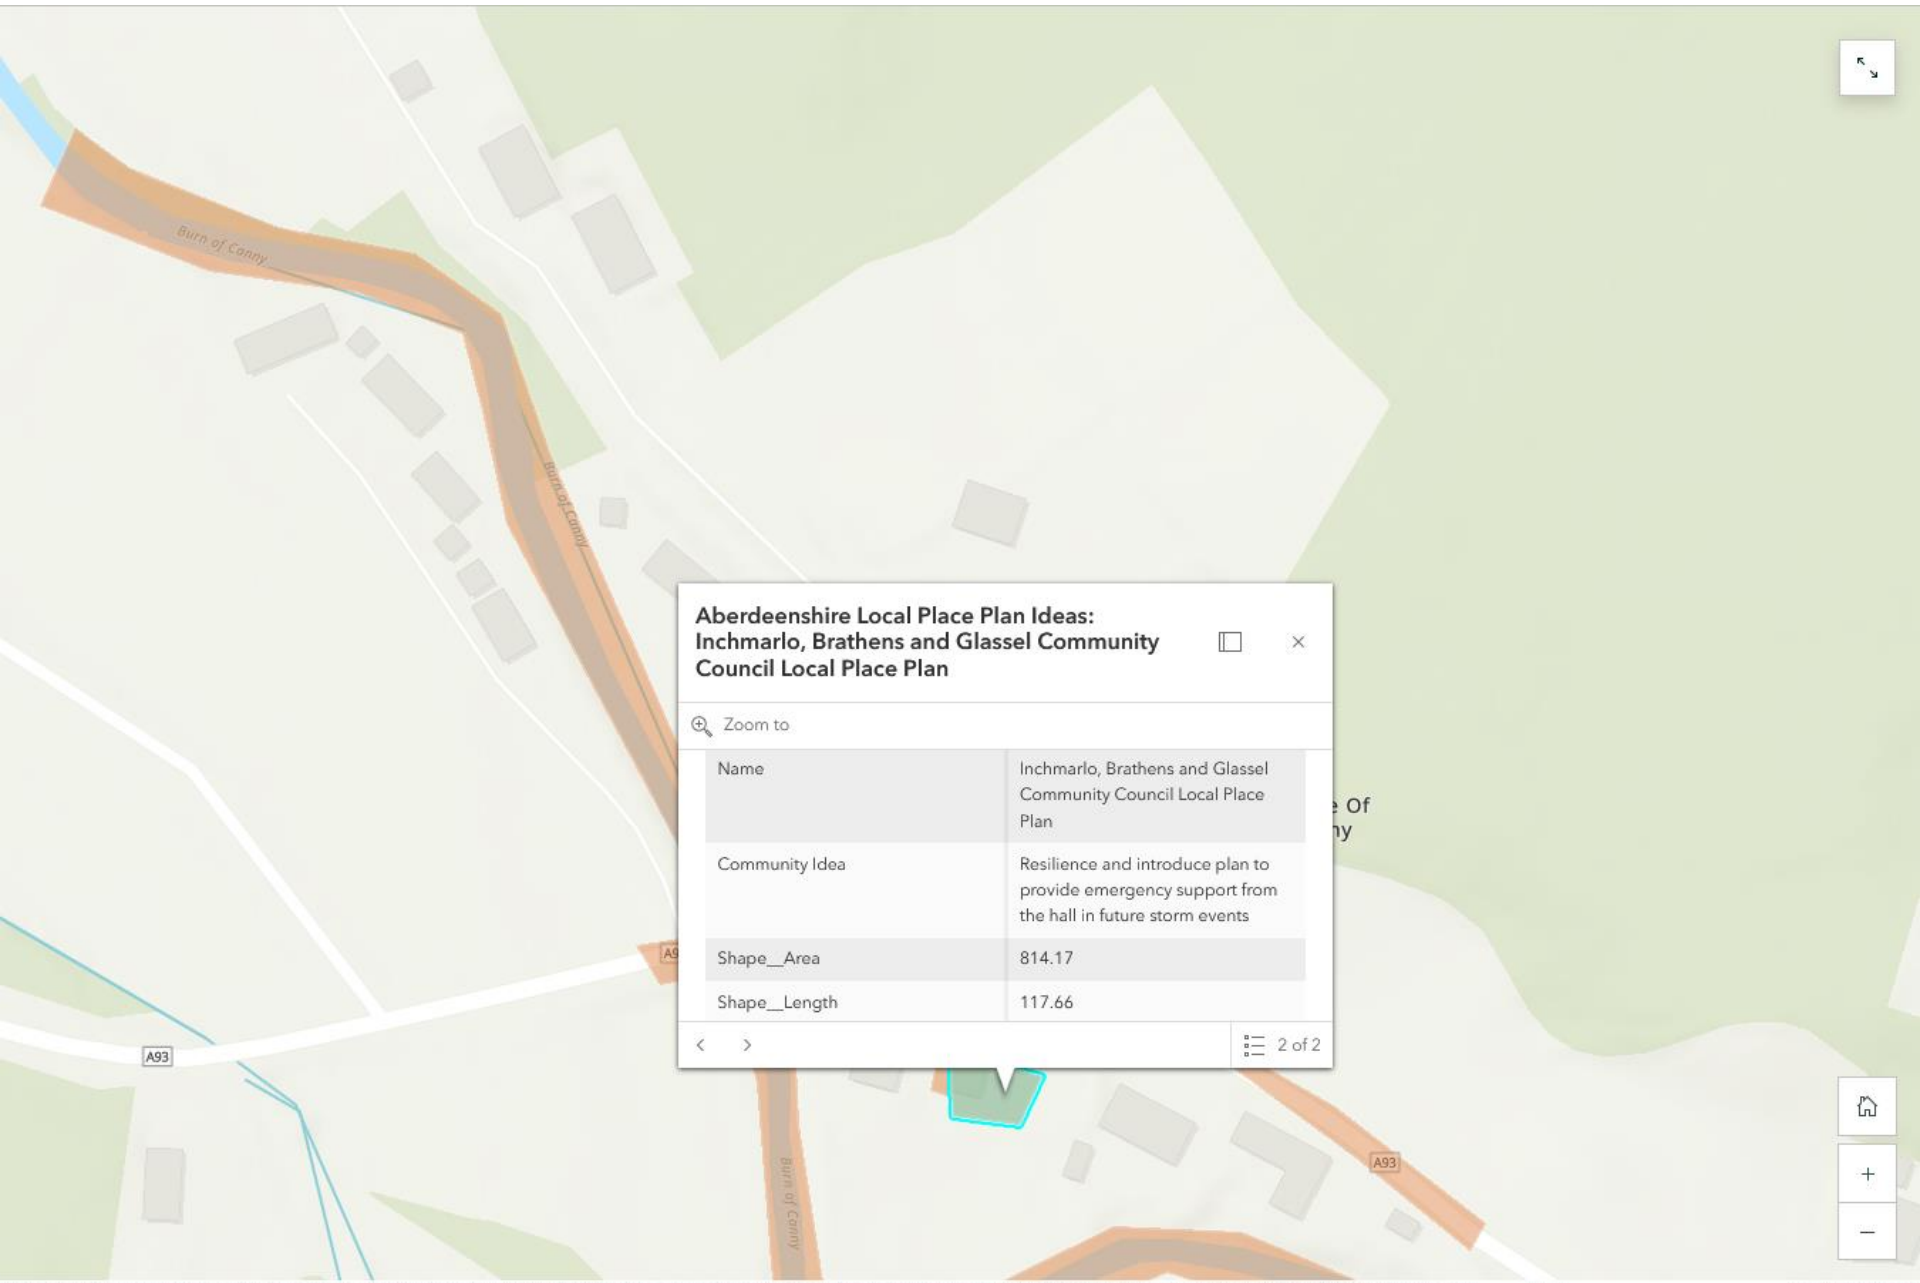 Burn of Canny
Burn of Canny
Aberdeenshire Local Place Plan Ideas:
Inchmarlo, Brathens and Glassel Community
Council Local Place Plan
Zoom to
Name
Inchmarlo, Brathens and Glassel
Community Council Local Place
Plan
e Of
ny
Community Idea
Resilience and introduce plan to
provide emergency support from
the hall in future storm events
A9
Shape__Area
814.17
Shape__Length
117.66
2 of 2
A93
A93
Burn of Canny